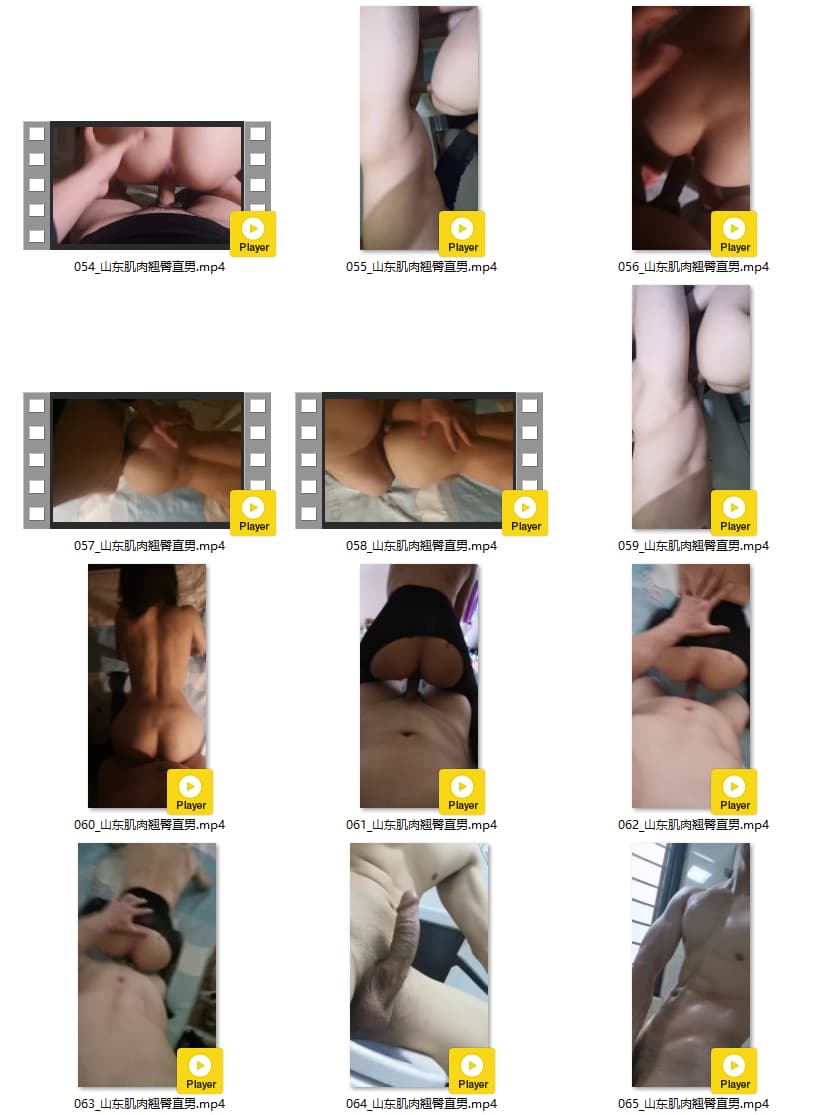 Player
054_山东肌肉翘臀直男.mp4
Player
055_山东肌肉翘臀直男.mp4
Player
056_山东肌肉翘臀直男.mp4
Player
057_山东肌肉翘臀直男.mp4
Player
058_山东肌肉翘臀直男.mp4
Player
059_山东肌肉翘臀直男.mp4
Player
060_山东肌肉翘臀直男.mp4
Player
061_山东肌肉翘臀直男.mp4
Player
062_山东肌肉翘臀直男.mp4
Player
063_山东肌肉翘臀直男.mp4
Player
064_山东肌肉翘臀直男.mp4
Player
065_山东肌肉翘臀直男.mp4